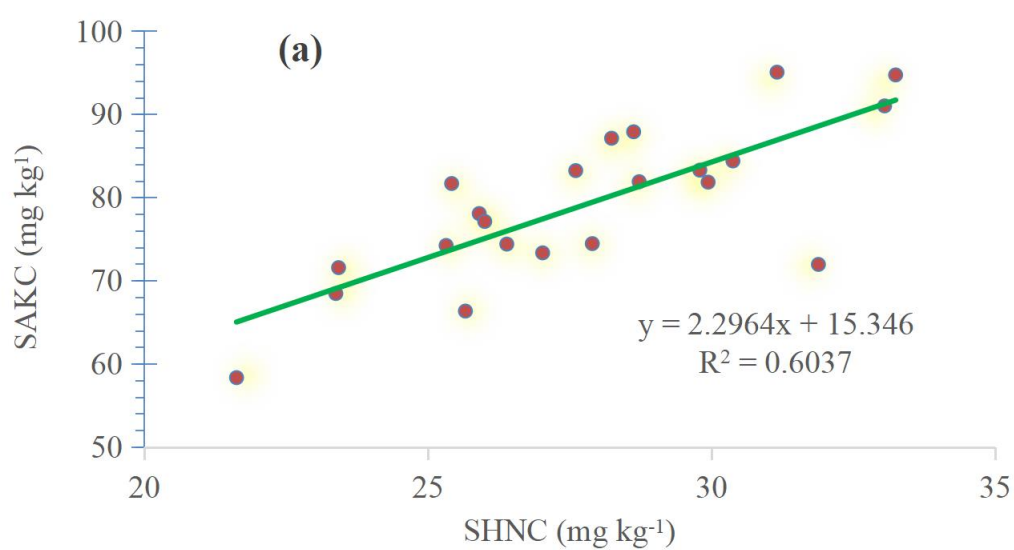 (a)
100
90
80
70
60
50
SAKC (mg kg¹)
y = 2.2964x + 15.346
R² = 0.6037
20 25 30 35
SHNC (mg kg⁻¹)